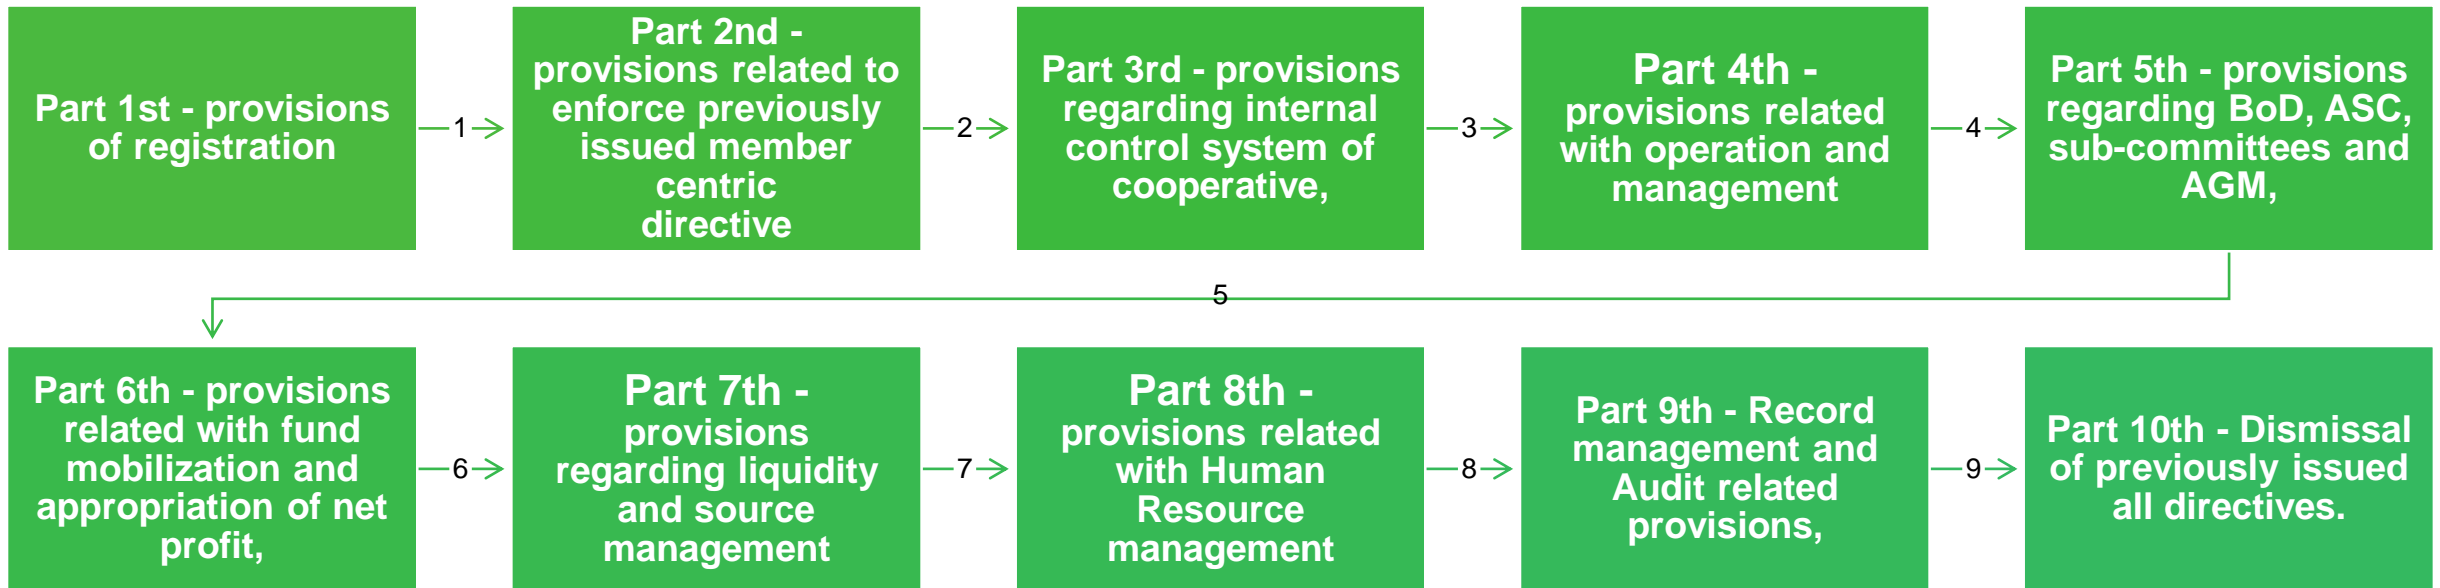 Part 1st - provisions
of registration
1
Part 2nd -
provisions related to
enforce previously
issued member
centric
directive
2
Part 3rd - provisions
regarding internal
control system of
cooperative,
3
Part 4th -
provisions related
with operation and
management
4
Part 5th - provisions
regarding BoD, ASC,
sub-committees and
AGM,
5
Part 6th - provisions
related with fund
mobilization and
appropriation of net
profit,
6
Part 7th -
provisions
regarding liquidity
and source
management
7
Part 8th -
provisions related
with Human
Resource
management
8
Part 9th - Record
management and
Audit related
provisions,
9
Part 10th - Dismissal
of previously issued
all directives.